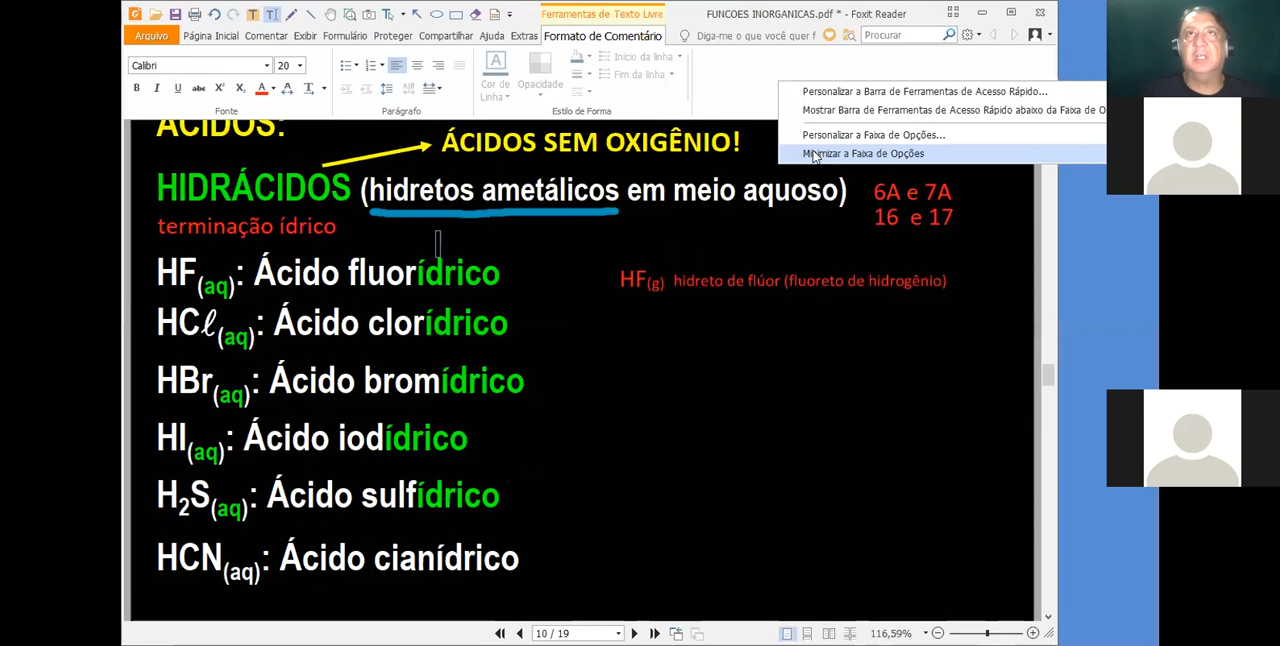 Ferramentas de Texto Livre
FUNCOES INORGANICAS.pdf * - Foxit Reader
Arquivo Página Inicial Comentar Exibir Formulário Proteger Compartilhar Ajuda Extras Formato de Comentário Diga-me o que você quer f Procurar
Calibri 20
Cor de Linha
Opacidade
Início da linha
Fim da linha
Fonte Parágrafo Estilo de Forma
Personalizar a Barra de Ferramentas de Acesso Rápido...
Mostrar Barra de Ferramentas de Acesso Rápido abaixo da Faixa de O
Personalizar a Faixa de Opções...
Minimizar a Faixa de Opções
ÁCIDOS:
ÁCIDOS SEM OXIGÊNIO!
HIDRÁCIDOS (hidretos ametálicos em meio aquoso)
6A e 7A
16 e 17
terminação ídrico
HF(aq): Ácido fluorídrico
HF(g) hidreto de flúor (fluoreto de hidrogênio)
HCℓ(aq): Ácido clorídrico
HBr(aq): Ácido bromídrico
HI(aq): Ácido iodídrico
H₂S(aq): Ácido sulfídrico
HCN(aq): Ácido cianídrico
10 / 19
116,59%